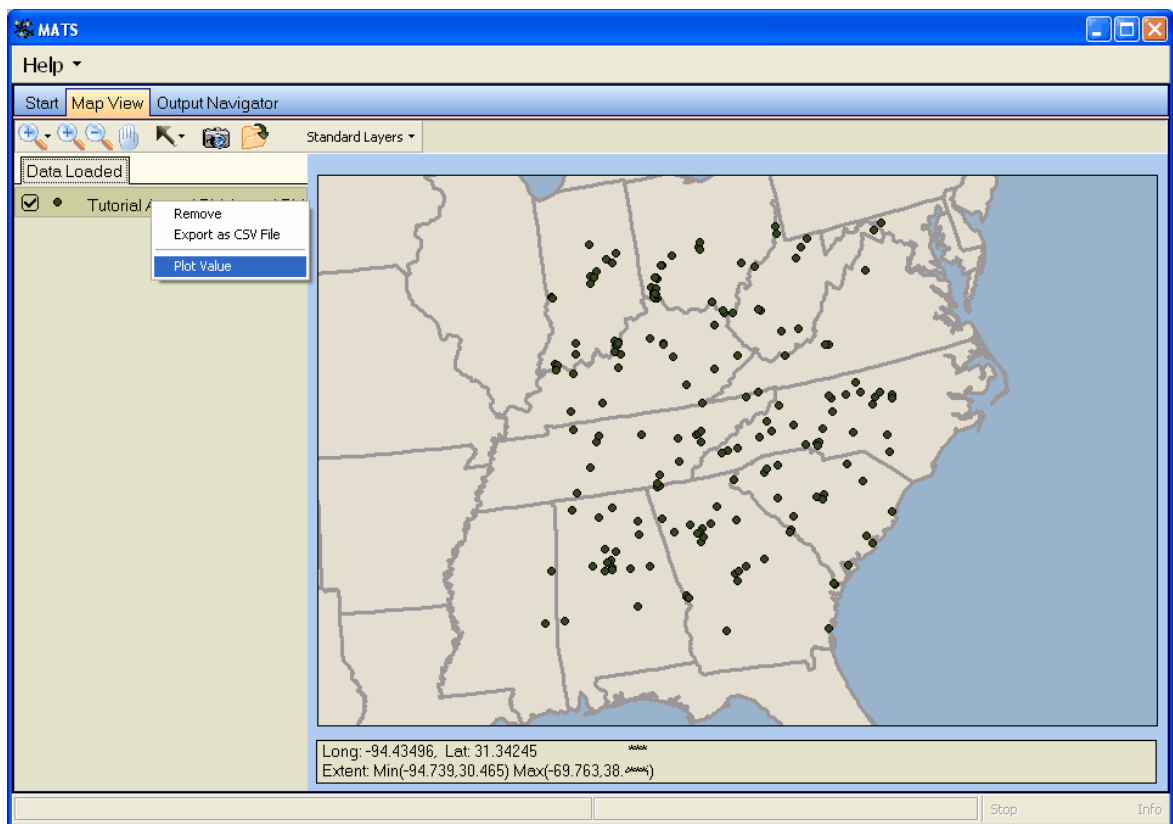 MATS
Help
Start Map View Output Navigator
Standard Layers
Data Loaded
Tutorial
Remove
Export as CSV File
Plot Value
Long: -94.43496, Lat: 31.34245
Extent: Min(-94.739,30.465) Max(-69.763,38.
Stop Info